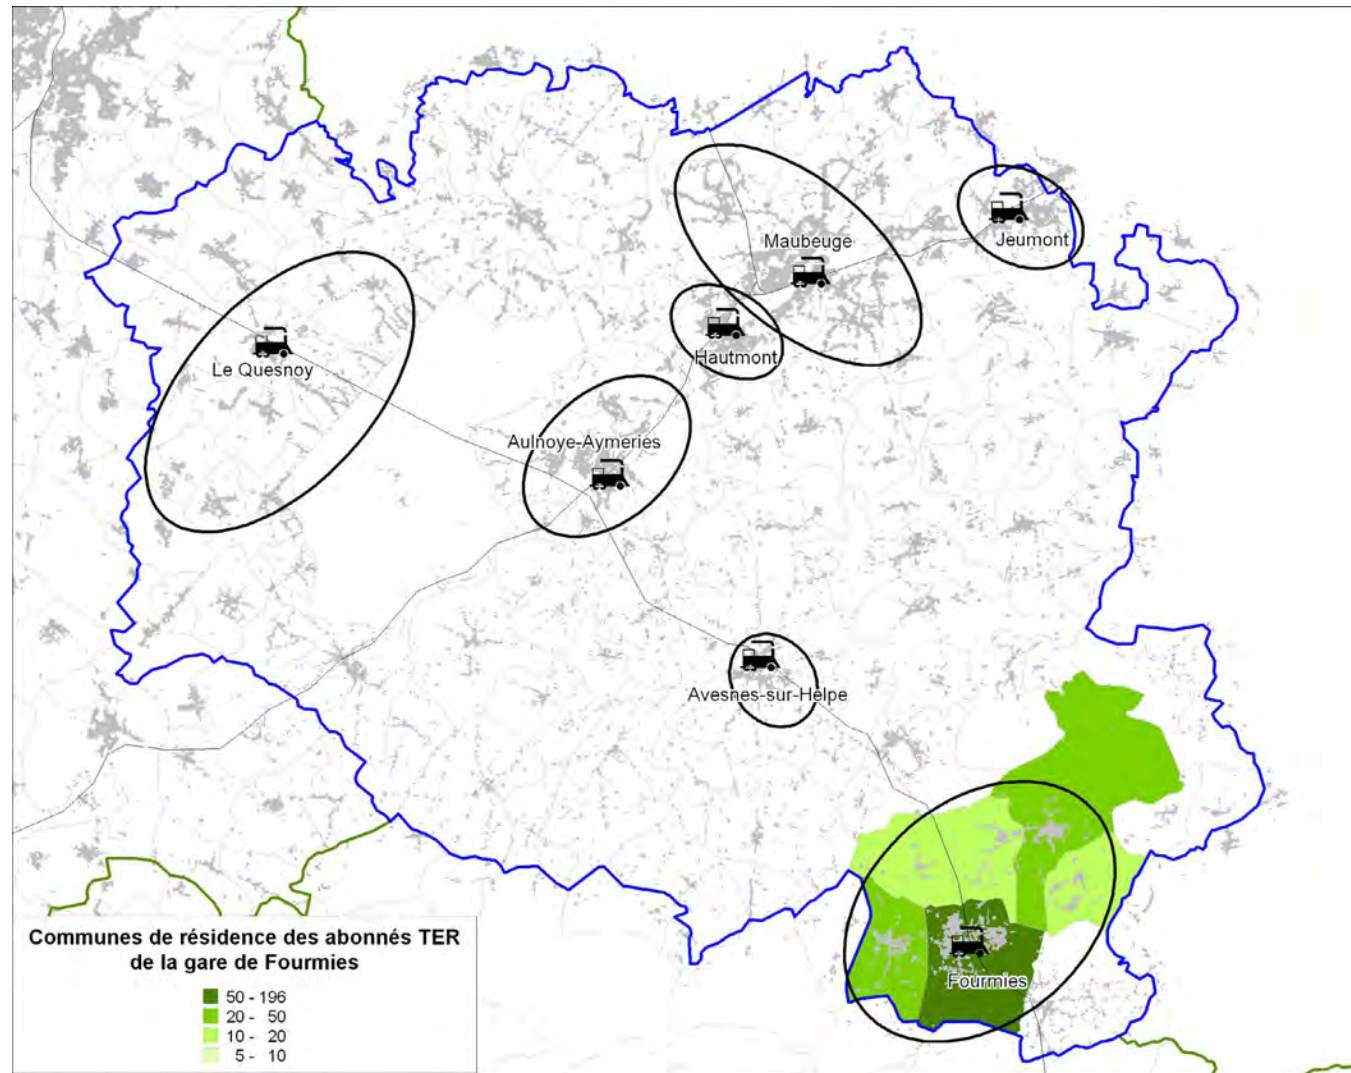 Maubeuge
Jeumont
Hautmont
Le Quesnoy
Aulnoye-Aymeries
Avesnes-sur-Helpe
Fourmies
Communes de résidence des abonnés TER
de la gare de Fourmies
50 - 196
20 - 50
10 - 20
5 - 10